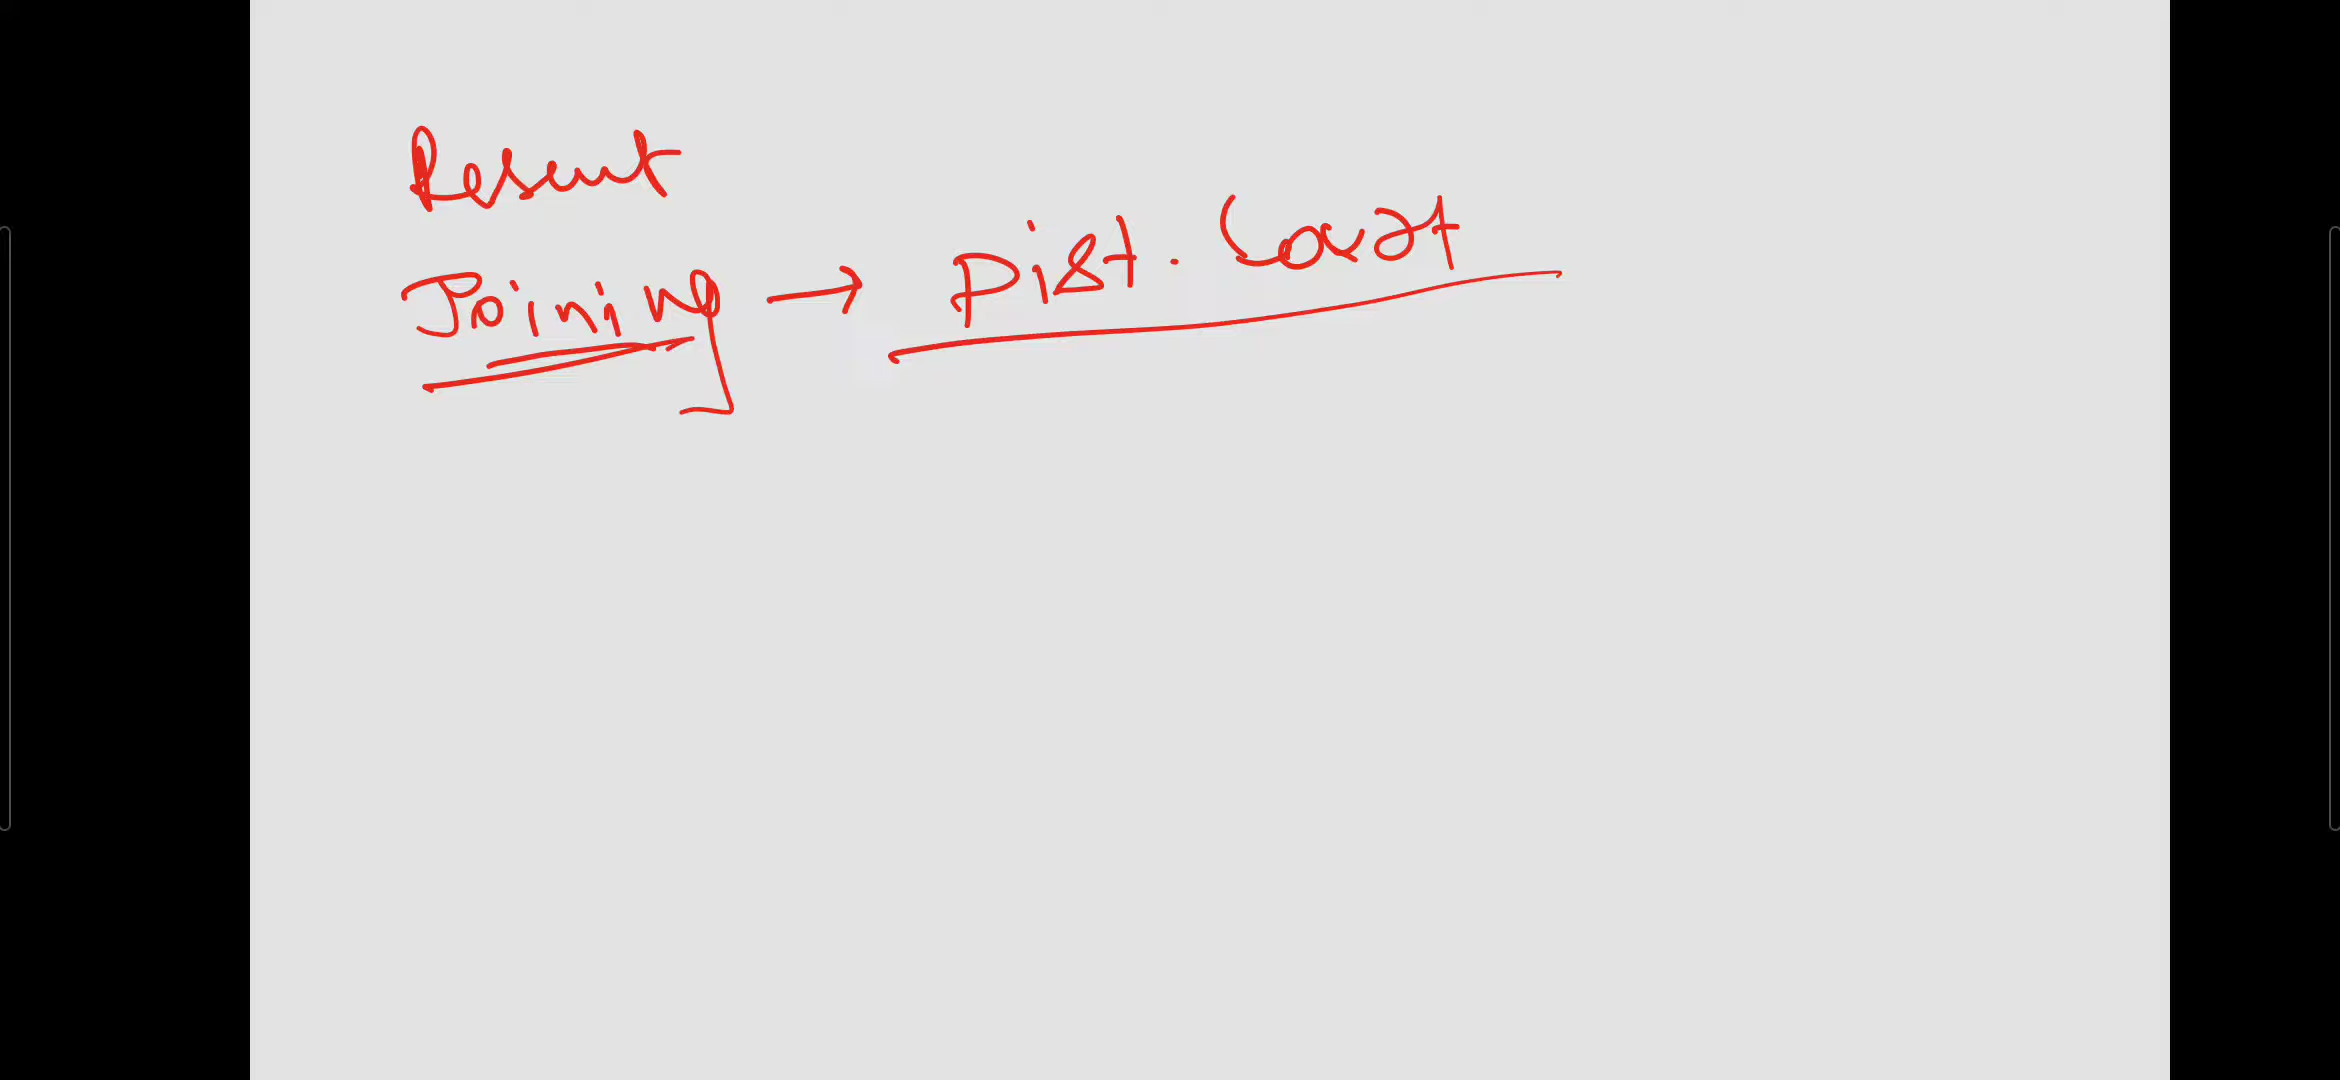 Result
Joining → Dist. Court